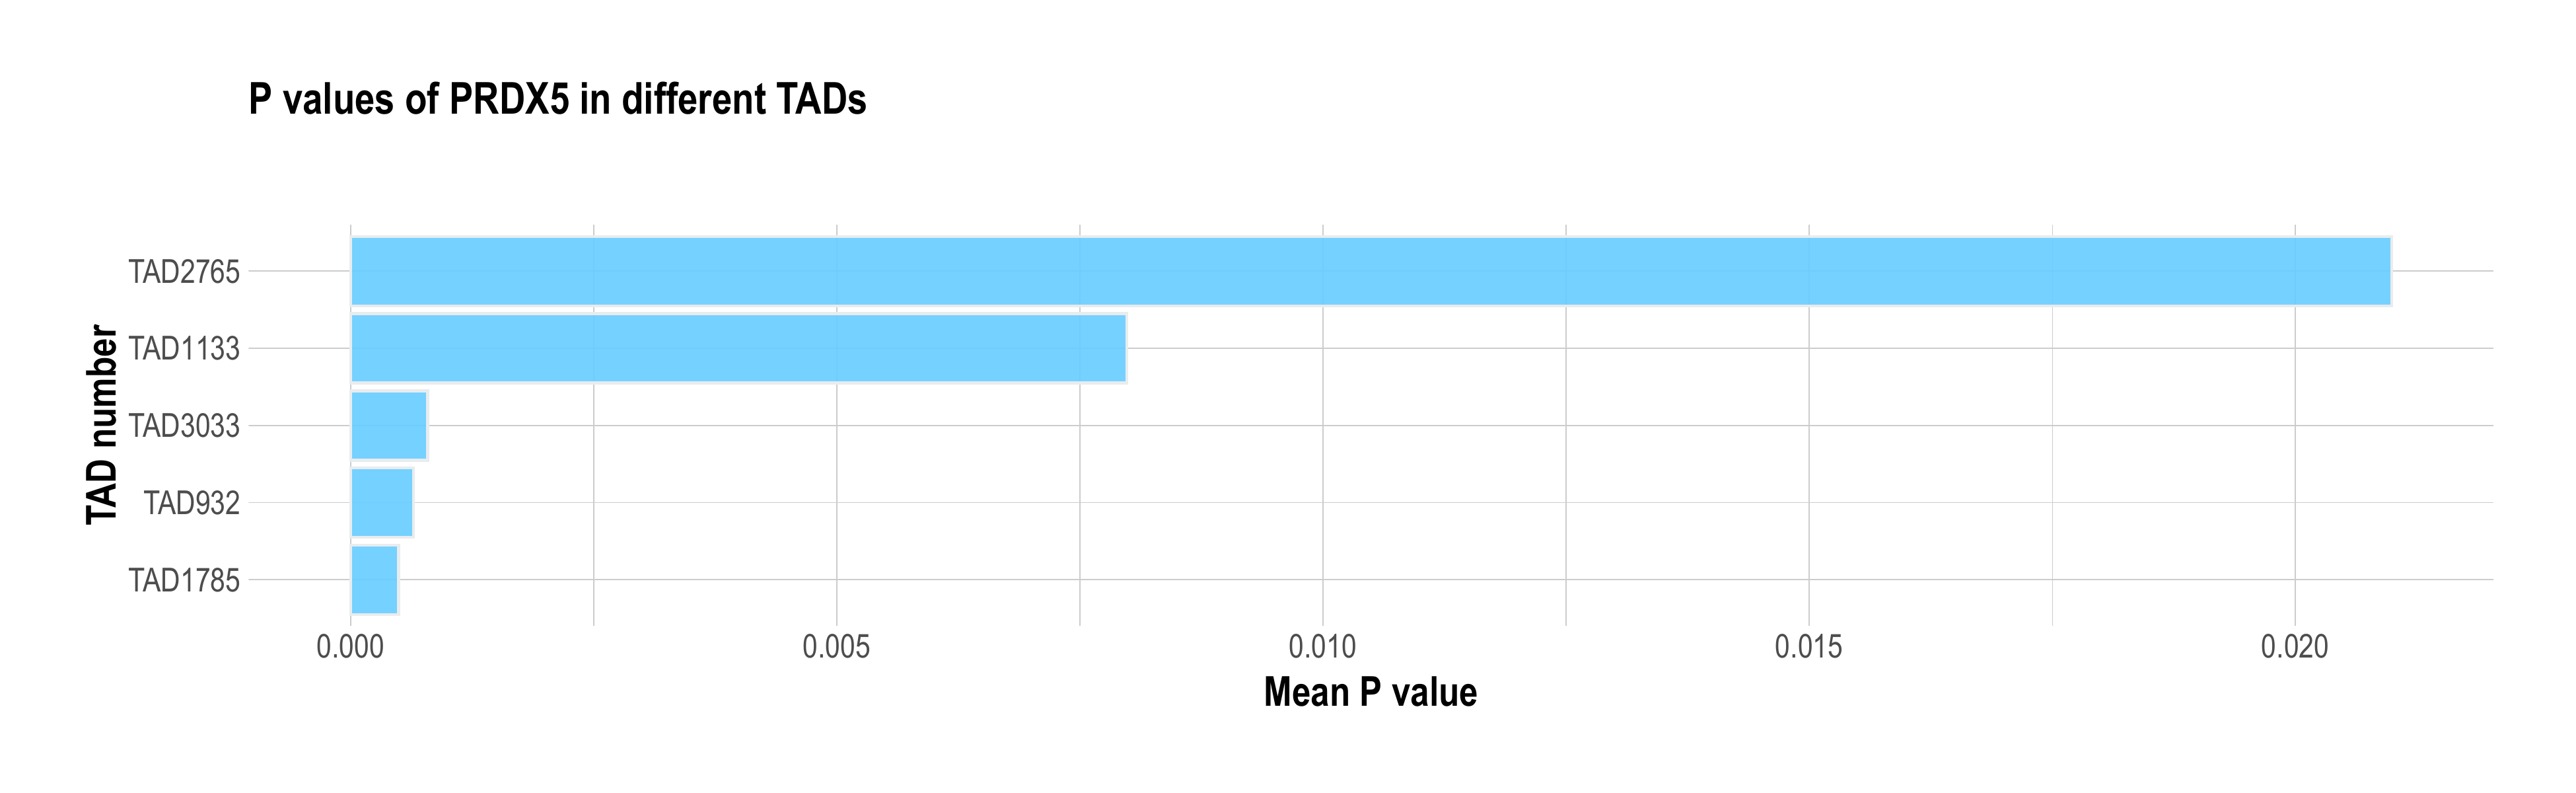 P values of PRDX5 in different TADs
TAD number
TAD2765
TAD1133
TAD3033
TAD932
TAD1785
0.000 0.005 0.010 0.015 0.020
Mean P value